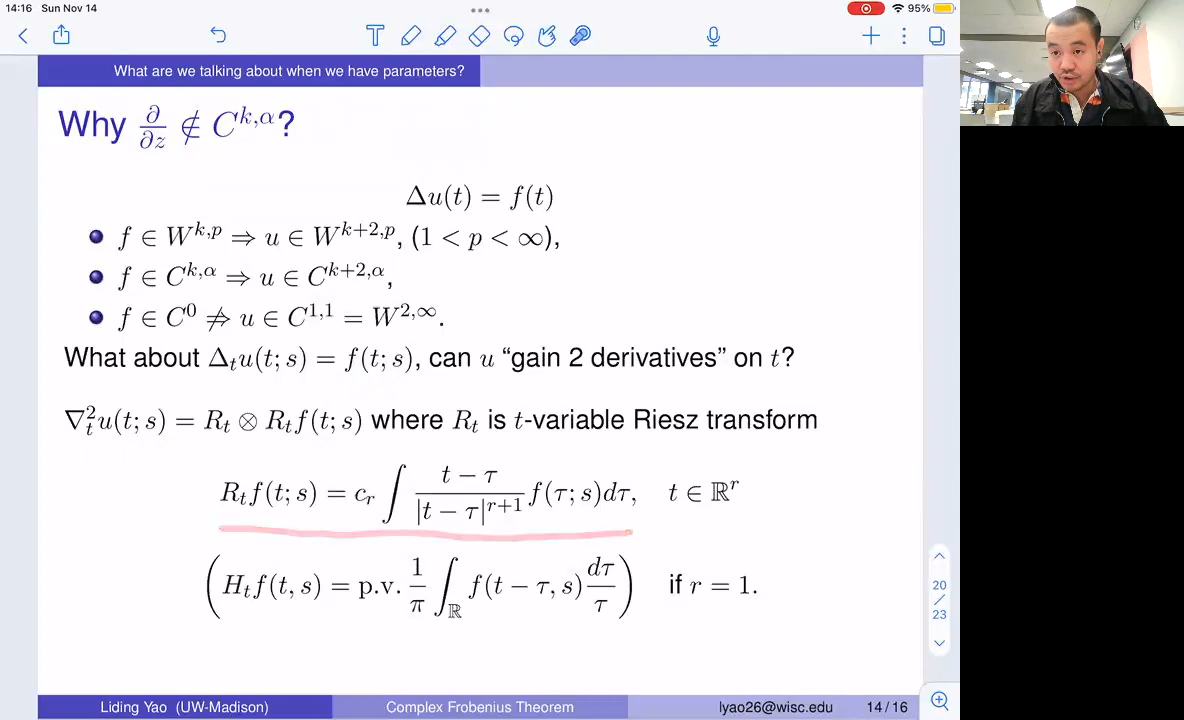 14:16 Sun Nov 14
95%
What are we talking about when we have parameters?
Why ∂/∂z ∉ C^{k,α}?
Δu(t) = f(t)
f ∈ W^{k,p} ⇒ u ∈ W^{k+2,p}, (1 < p < ∞),
f ∈ C^{k,α} ⇒ u ∈ C^{k+2,α},
f ∈ C^0 ⇏ u ∈ C^{1,1} = W^{2,∞}.
What about Δ_t u(t; s) = f(t; s), can u “gain 2 derivatives” on t?
∇_t^2 u(t; s) = R_t ⊗ R_t f(t; s) where R_t is t-variable Riesz transform
R_t f(t; s) = c_r ∫ (t − τ)/|t − τ|^{r+1} f(τ; s)dτ, t ∈ ℝ^r
(H_t f(t, s) = p.v. 1/π ∫_ℝ f(t − τ, s) dτ/τ) if r = 1.
20
/
23
Liding Yao (UW-Madison) Complex Frobenius Theorem lyao26@wisc.edu 14 / 16